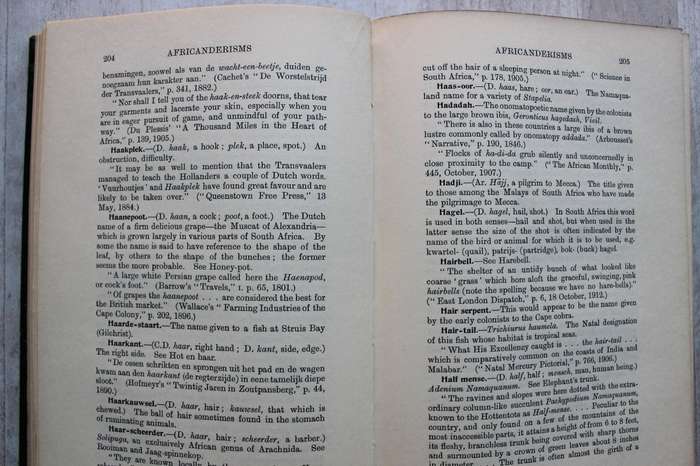 204 AFRICANDERISMS
benamingen, zoowel als van de wacht-een-beetje, duiden ge-
noegzaam hun karakter aan." (Cachet's "De Worstelstrijd
der Transvaalers," p. 341, 1882.)
"Nor shall I tell you of the haak-en-steek doorns, that tear
your garments and lacerate your skin, especially when you
are in eager pursuit of game, and unmindful of your path-
way." (Du Plessis' "A Thousand Miles in the Heart of
Africa," p. 139, 1905.)
Haakplek.—(D. haak, a hook; plek, a place, spot.) An
obstruction, difficulty.
"It may be as well to mention that the Transvaalers
managed to teach the Hollanders a couple of Dutch words.
'Vuurhoutjes' and Haakplek have found great favour and are
likely to be taken over." ("Queenstown Free Press," 13
May, 1884.)
Haanepoot.—(D. haan, a cock; poot, a foot.) The Dutch
name of a firm delicious grape—the Muscat of Alexandria—
which is grown largely in various parts of South Africa. By
some the name is said to have reference to the shape of the
leaf, by others to the shape of the bunches; the former
seems the more probable. See Honey-pot.
"A large white Persian grape called here the Haenapod,
or cock's foot." (Barrow's "Travels," I. p. 65, 1801.)
"Of grapes the haanepoot . . . are considered the best for
the British market." (Wallace's "Farming Industries of the
Cape Colony," p. 202, 1896.)
Haarde-staart.—The name given to a fish at Struis Bay
(Gilchrist).
Haarkant.—(C.D. haar, right hand; D. kant, side, edge.)
The right side. See Hot en haar.
"De ossen schrikten en sprongen uit het pad en de wagen
kwam aan den haarkant (de regterzijde) in eene tamelijk diepe
sloot." (Hofmeyr's "Twintig Jaren in Zoutpansberg," p. 44,
1890.)
Haarkauwsel.—(D. haar, hair; kauwsel, that which is
chewed.) The ball of hair sometimes found in the stomach
of ruminating animals.
Haar-scheerder.—(D. haar, hair; scheerder, a barber.)
Solipuga, an exclusively African genus of Arachnida. See
Rooiman and Jaag-spinnekop.
"They are known locally by
AFRICANDERISMS 205
cut off the hair of a sleeping person at night." ("Science in
South Africa," p. 178, 1905.)
Haas-oor.—(D. haas, hare; oor, an ear.) The Namaqua-
land name for a variety of Stapelia.
Hadadah.—The onomatopoetic name given by the colonists
to the large brown ibis, Geronticus hagedash, Vieil.
"There is also in these countries a large ibis of a brown
lustre commonly called by onomatopy addada." (Arbousset's
"Narrative," p. 190, 1846.)
"Flocks of ha-di-da grub silently and unconcernedly in
close proximity to the camp." ("The African Monthly," p.
445, October, 1907.)
Hadji.—(Ar. Hājj, a pilgrim to Mecca.) The title given
to those among the Malays of South Africa who have made
the pilgrimage to Mecca.
Hagel.—(D. hagel, hail, shot.) In South Africa this word
is used in both senses—hail and shot, but when used in the
latter sense the size of the shot is often indicated by the
name of the bird or animal for which it is to be used, e.g.
kwartel- (quail), patrijs- (partridge), bok- (buck) hagel.
Hairbell.—See Harebell.
"The shelter of an untidy bunch of what looked like
coarse 'grass' which bore aloft the graceful, swinging, pink
hairbells (note the spelling because we have no hare-bells)."
("East London Dispatch," p. 6, 18 October, 1912.)
Hair serpent.—This would appear to be the name given
by the early colonists to the Cape cobra.
Hair-tail.—Trichiurus haumela. The Natal designation
of this fish whose habitat is tropical seas.
"What His Excellency caught is . . . the hair-tail . . .
which is comparatively common on the coasts of India and
Malabar." ("Natal Mercury Pictorial," p. 766, 1906.)
Half mense.—(D. half, half; mensch, man, human being.)
Adenium Namaquanum. See Elephant's trunk.
"The ravines and slopes were dotted with the extra-
ordinary column-like succulent Pachypodium Namaquanum,
known to the Hottentots as Half-mense. . . . Peculiar to the
country, and only found on a few of the mountains of the
most inaccessible parts, it attains a height of from 6 to 8 feet,
its fleshy, branchless trunk being covered with sharp thorns
and surmounted by a crown of green leaves about 8 inches
in diameter. . . . The trunk is often almost the girth of a